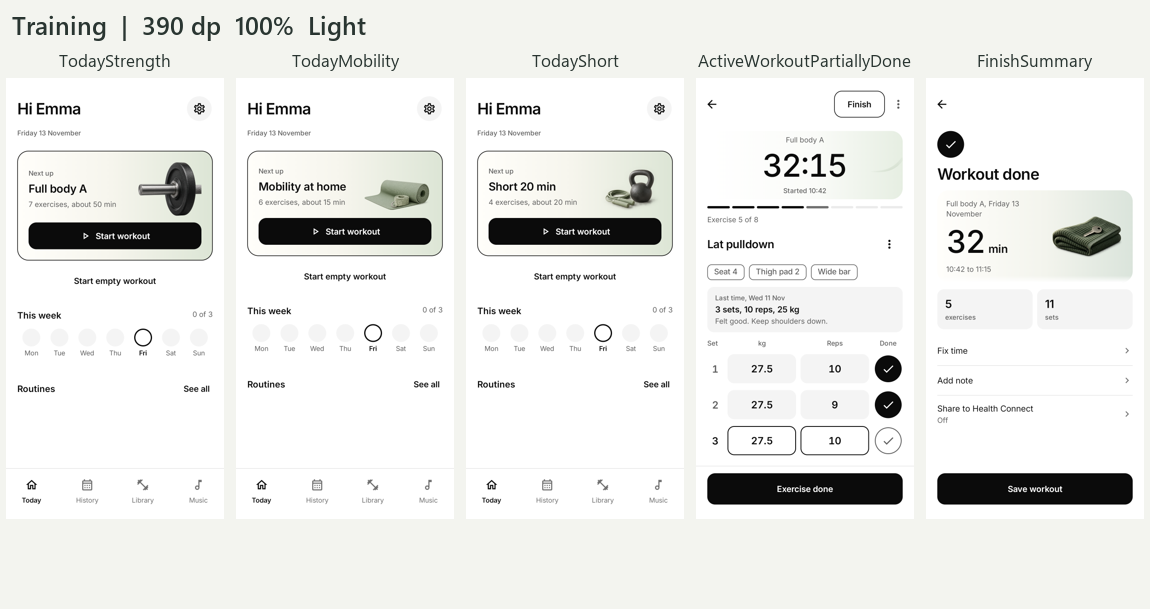 Training | 390 dp 100% Light
TodayStrength
Hi Emma
Friday 13 November
Next up
Full body A
7 exercises, about 50 min
Start workout
Start empty workout
This week
0 of 3
Mon Tue Wed Thu Fri Sat Sun
Routines
See all
Today History Library Music
TodayMobility
Hi Emma
Friday 13 November
Next up
Mobility at home
6 exercises, about 15 min
Start workout
Start empty workout
This week
0 of 3
Mon Tue Wed Thu Fri Sat Sun
Routines
See all
Today History Library Music
TodayShort
Hi Emma
Friday 13 November
Next up
Short 20 min
4 exercises, about 20 min
Start workout
Start empty workout
This week
0 of 3
Mon Tue Wed Thu Fri Sat Sun
Routines
See all
Today History Library Music
ActiveWorkoutPartiallyDone
Finish
Full body A
32:15
Started 10:42
Exercise 5 of 8
Lat pulldown
Seat 4 Thigh pad 2 Wide bar
Last time, Wed 11 Nov
3 sets, 10 reps, 25 kg
Felt good. Keep shoulders down.
Set kg Reps Done
1 27.5 10
2 27.5 9
3 27.5 10
Exercise done
FinishSummary
Workout done
Full body A, Friday 13
November
32 min
10:42 to 11:15
5
exercises
11
sets
Fix time
Add note
Share to Health Connect
Off
Save workout